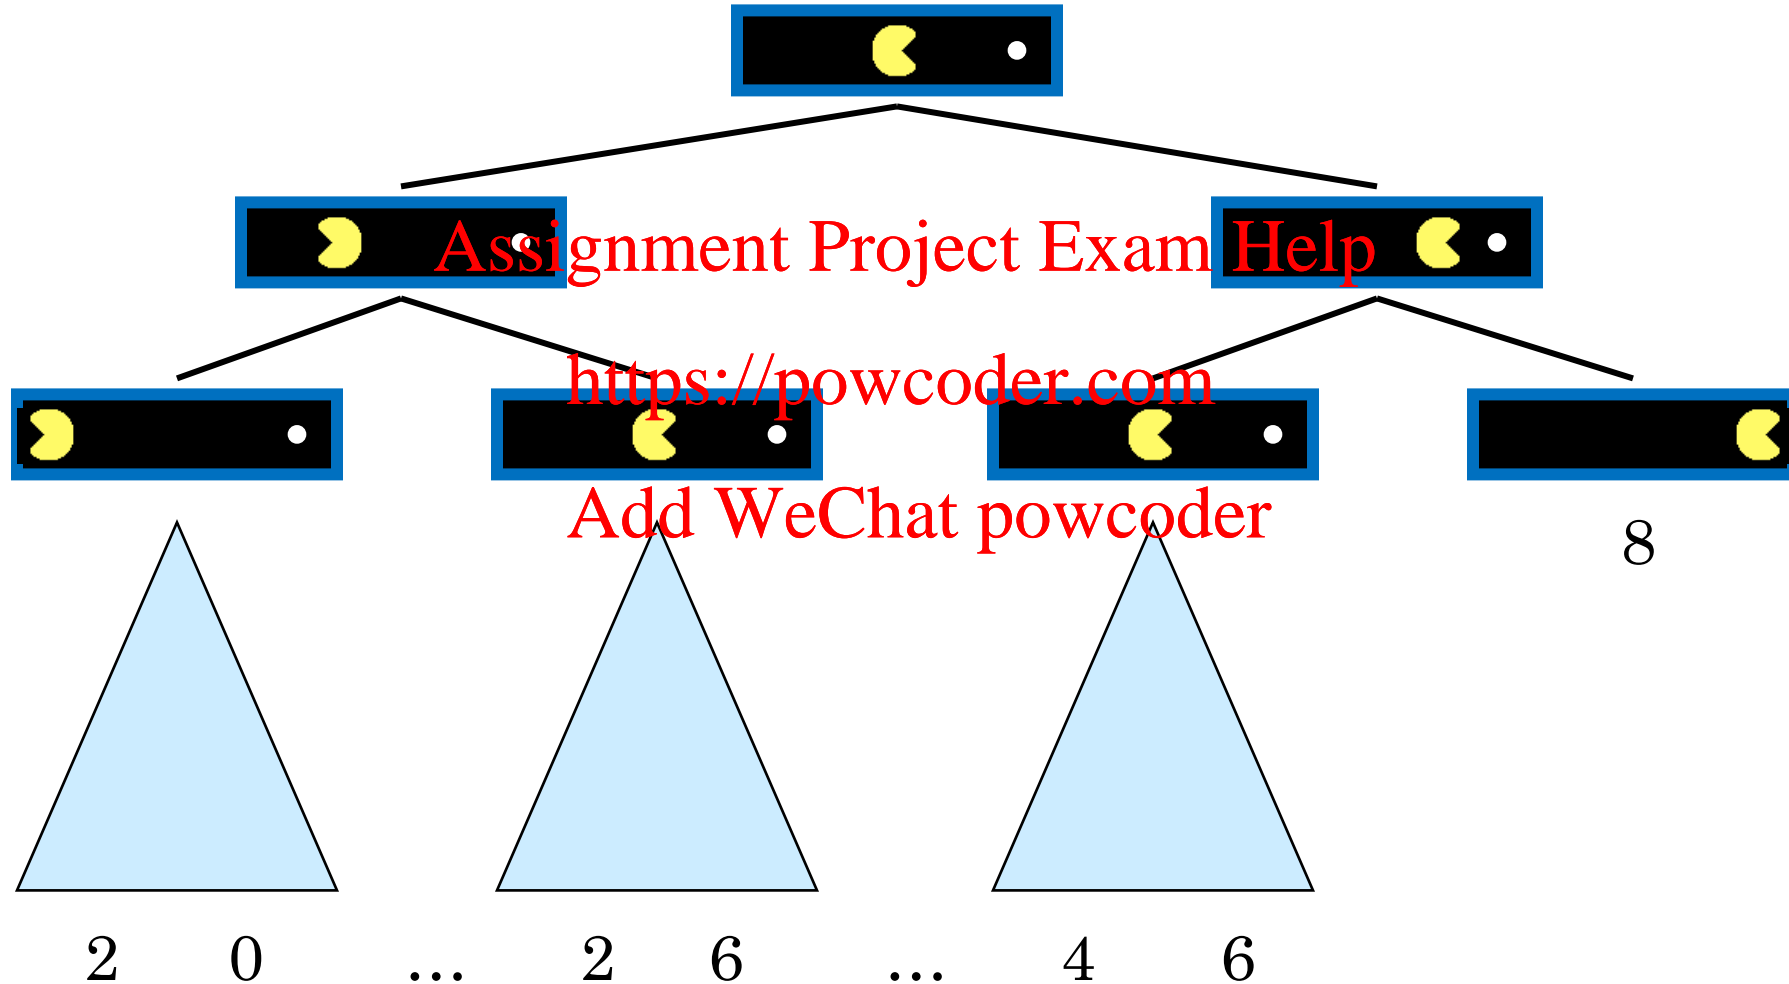 Assignment Project Exam Help
https://powcoder.com
Add WeChat powcoder
8
2 0 ... 2 6 ... 4 6